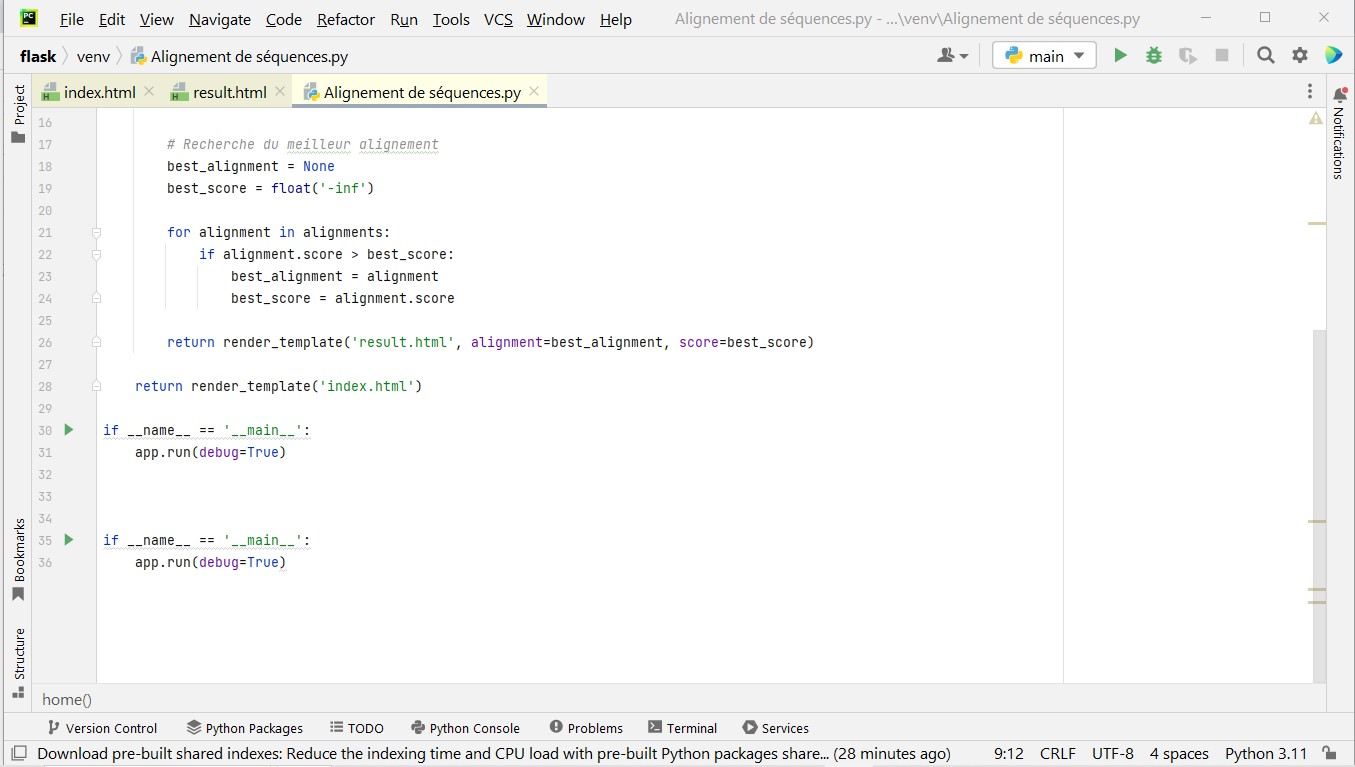 PC File Edit View Navigate Code Refactor Run Tools VCS Window Help Alignement de séquences.py - ...\venv\Alignement de séquences.py
flask venv Alignement de séquences.py main
index.html result.html Alignement de séquences.py
Project
Notifications
16
17 # Recherche du meilleur alignement
18 best_alignment = None
19 best_score = float('-inf')
20
21 for alignment in alignments:
22 if alignment.score > best_score:
23 best_alignment = alignment
24 best_score = alignment.score
25
26 return render_template('result.html', alignment=best_alignment, score=best_score)
27
28 return render_template('index.html')
29
30 if __name__ == '__main__':
31 app.run(debug=True)
32
33
34
35 if __name__ == '__main__':
36 app.run(debug=True)
Bookmarks
Structure
home()
Version Control Python Packages TODO Python Console Problems Terminal Services
Download pre-built shared indexes: Reduce the indexing time and CPU load with pre-built Python packages share... (28 minutes ago) 9:12 CRLF UTF-8 4 spaces Python 3.11